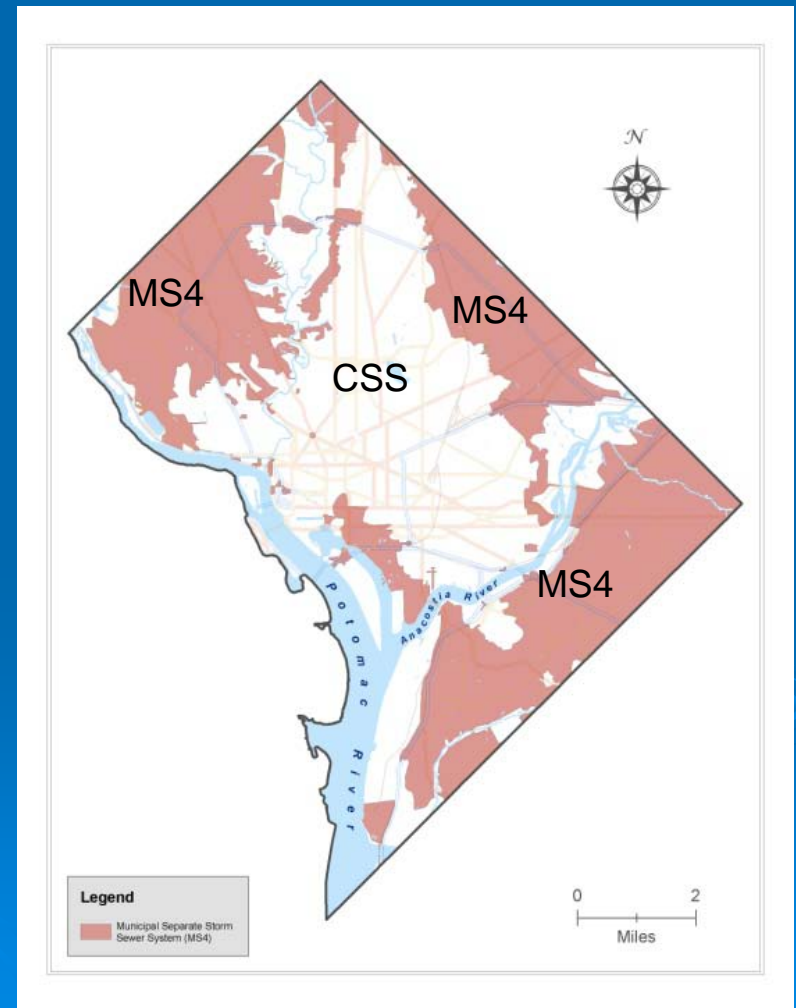 N
MS4
MS4
CSS
MS4
Anacostia River
Potomac River
Legend
Municipal Separate Storm
Sewer System (MS4)
0 2
Miles